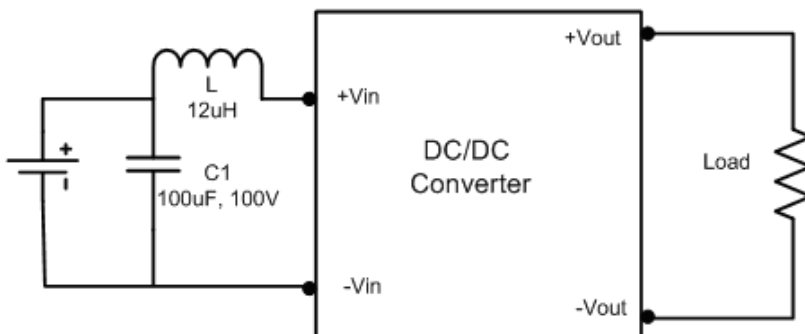 L
12uH
C1
100uF, 100V
+
-
+Vin
-Vin
DC/DC
Converter
+Vout
-Vout
Load